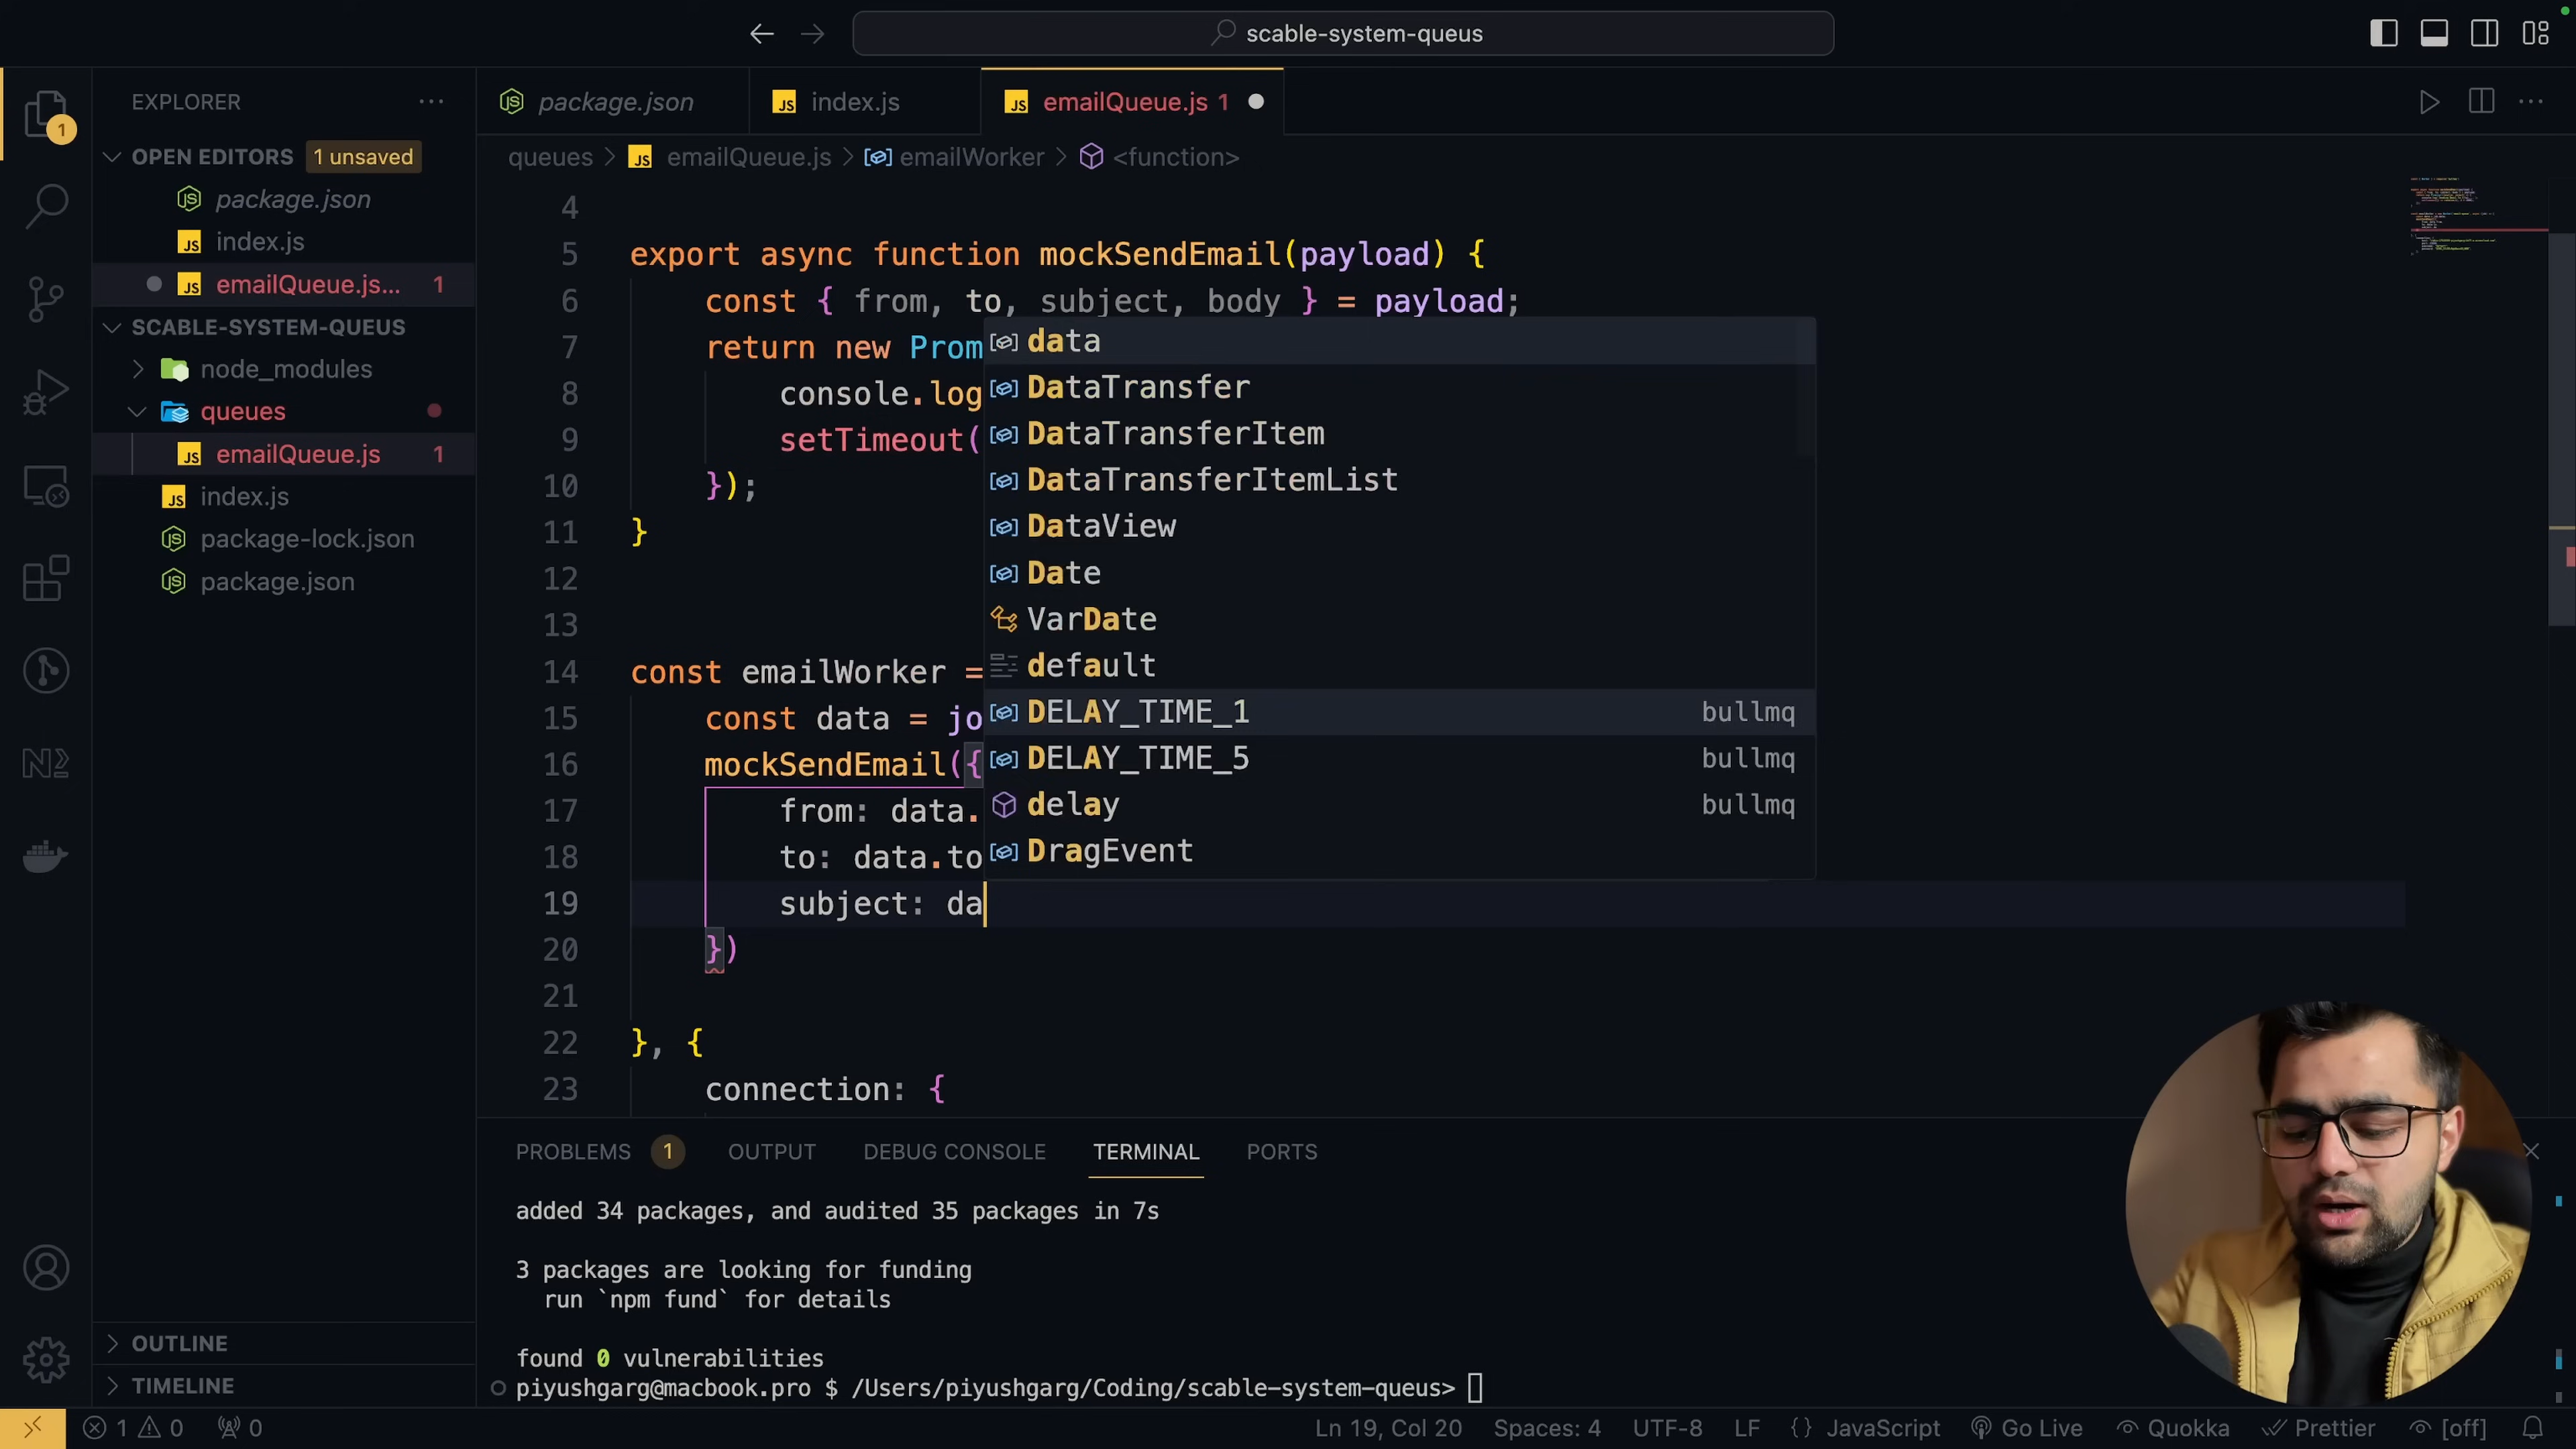 scable-system-queus
EXPLORER
OPEN EDITORS 1 unsaved
package.json
index.js
emailQueue.js... 1
SCABLE-SYSTEM-QUEUS
node_modules
queues
emailQueue.js 1
index.js
package-lock.json
package.json
OUTLINE
TIMELINE
package.json index.js emailQueue.js 1
queues > emailQueue.js > emailWorker > <function>
4
5 export async function mockSendEmail(payload) {
6 const { from, to, subject, body } = payload;
7 return new Prom
8 console.log
9 setTimeout(
10 });
11 }
12
13
14 const emailWorker =
15 const data = jo
16 mockSendEmail({
17 from: data.
18 to: data.to
19 subject: da
20 })
21
22 }, {
23 connection: {
data
DataTransfer
DataTransferItem
DataTransferItemList
DataView
Date
VarDate
default
DELAY_TIME_1 bullmq
DELAY_TIME_5 bullmq
delay bullmq
DragEvent
PROBLEMS 1 OUTPUT DEBUG CONSOLE TERMINAL PORTS
added 34 packages, and audited 35 packages in 7s
3 packages are looking for funding
run `npm fund` for details
found 0 vulnerabilities
piyushgarg@macbook.pro $ /Users/piyushgarg/Coding/scable-system-queus>
1 0 0 Ln 19, Col 20 Spaces: 4 UTF-8 LF {} JavaScript Go Live Quokka Prettier [off]